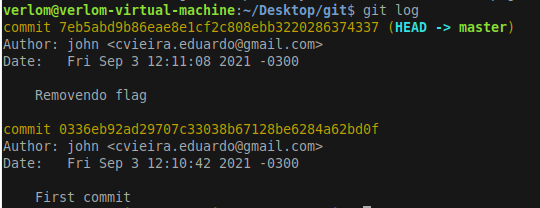 verlom@verlom-virtual-machine:~/Desktop/git$ git log
commit 7eb5abd9b86eae8e1cf2c808ebb3220286374337 (HEAD -> master)
Author: john <cvieira.eduardo@gmail.com>
Date:   Fri Sep 3 12:11:08 2021 -0300
Removendo flag
commit 0336eb92ad29707c33038b67128be6284a62bd0f
Author: john <cvieira.eduardo@gmail.com>
Date:   Fri Sep 3 12:10:42 2021 -0300
First commit